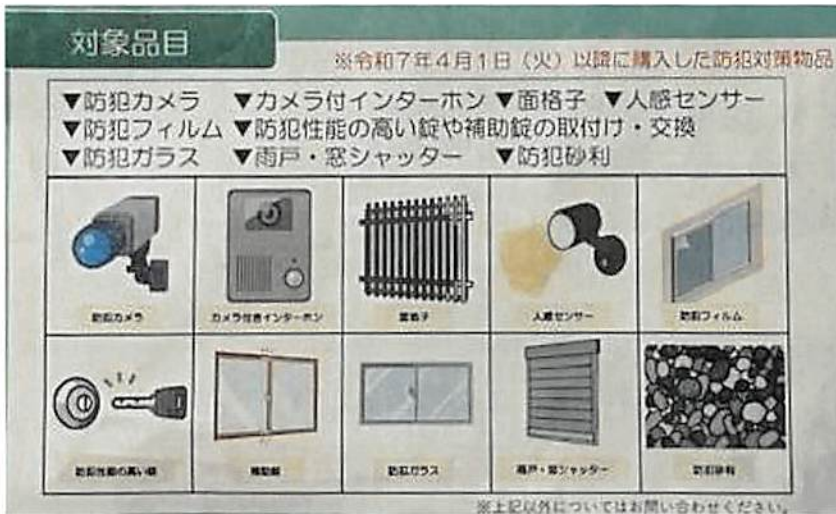 対象品目
※令和7年4月1日（火）以降に購入した防犯対策物品
▼防犯カメラ ▼カメラ付インターホン ▼面格子 ▼人感センサー
▼防犯フィルム ▼防犯性能の高い錠や補助錠の取付け・交換
▼防犯ガラス ▼雨戸・窓シャッター ▼防犯砂利
防犯カメラ カメラ付きインターホン 面格子 人感センサー 防犯フィルム
防犯性能の高い錠 補助錠 防犯ガラス 雨戸・窓シャッター 防犯砂利
※上記以外についてはお問い合わせください。